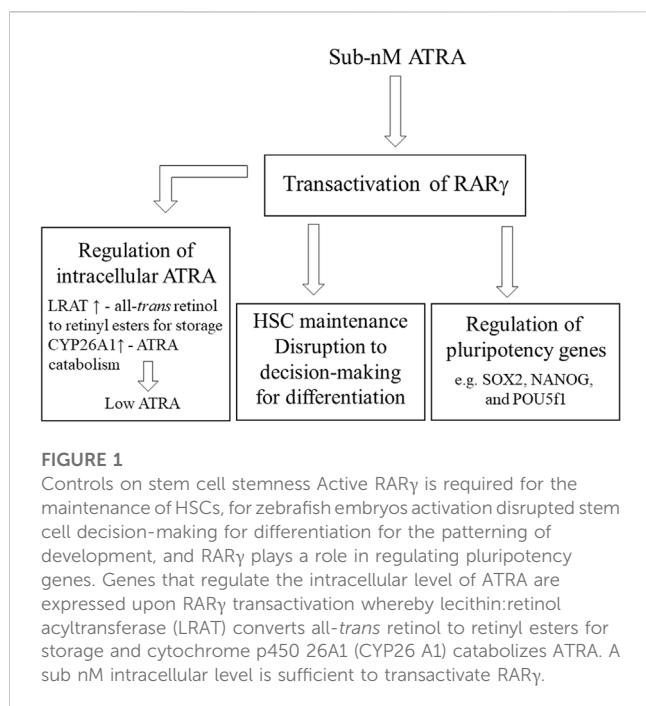 Sub-nM ATRA
Transactivation of RARγ
Regulation of
intracellular ATRA
LRAT ↑ - all-trans retinol
to retinyl esters for storage
CYP26A1↑ - ATRA
catabolism
Low ATRA
HSC maintenance
Disruption to
decision-making
for differentiation
Regulation of
pluripotency genes
e.g. SOX2, NANOG,
and POU5f1
FIGURE 1
Controls on stem cell stemness Active RARγ is required for the
maintenance of HSCs, for zebrafish embryos activation disrupted stem
cell decision-making for differentiation for the patterning of
development, and RARγ plays a role in regulating pluripotency
genes. Genes that regulate the intracellular level of ATRA are
expressed upon RARγ transactivation whereby lecithin:retinol
acyltransferase (LRAT) converts all-trans retinol to retinyl esters for
storage and cytochrome p450 26A1 (CYP26 A1) catabolizes ATRA. A
sub nM intracellular level is sufficient to transactivate RARγ.